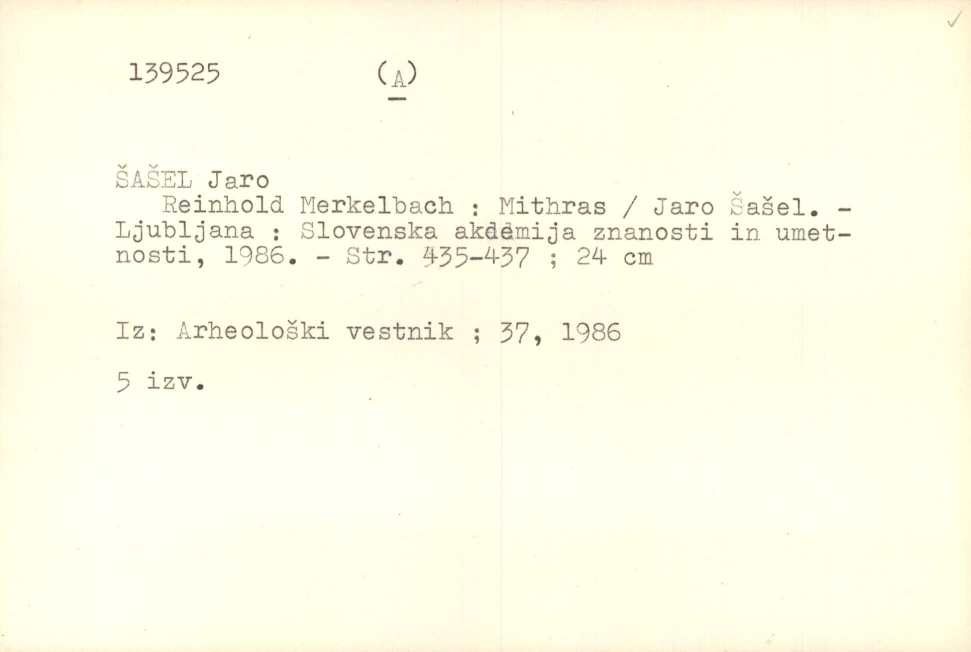 139525 (A)
ŠAŠEL Jaro
Reinhold Merkelbach : Mithras / Jaro Šašel. -
Ljubljana : Slovenska akdemija znanosti in umet-
nosti, 1986. - Str. 435-437 ; 24 cm
Iz: Arheološki vestnik ; 37, 1986
5 izv.